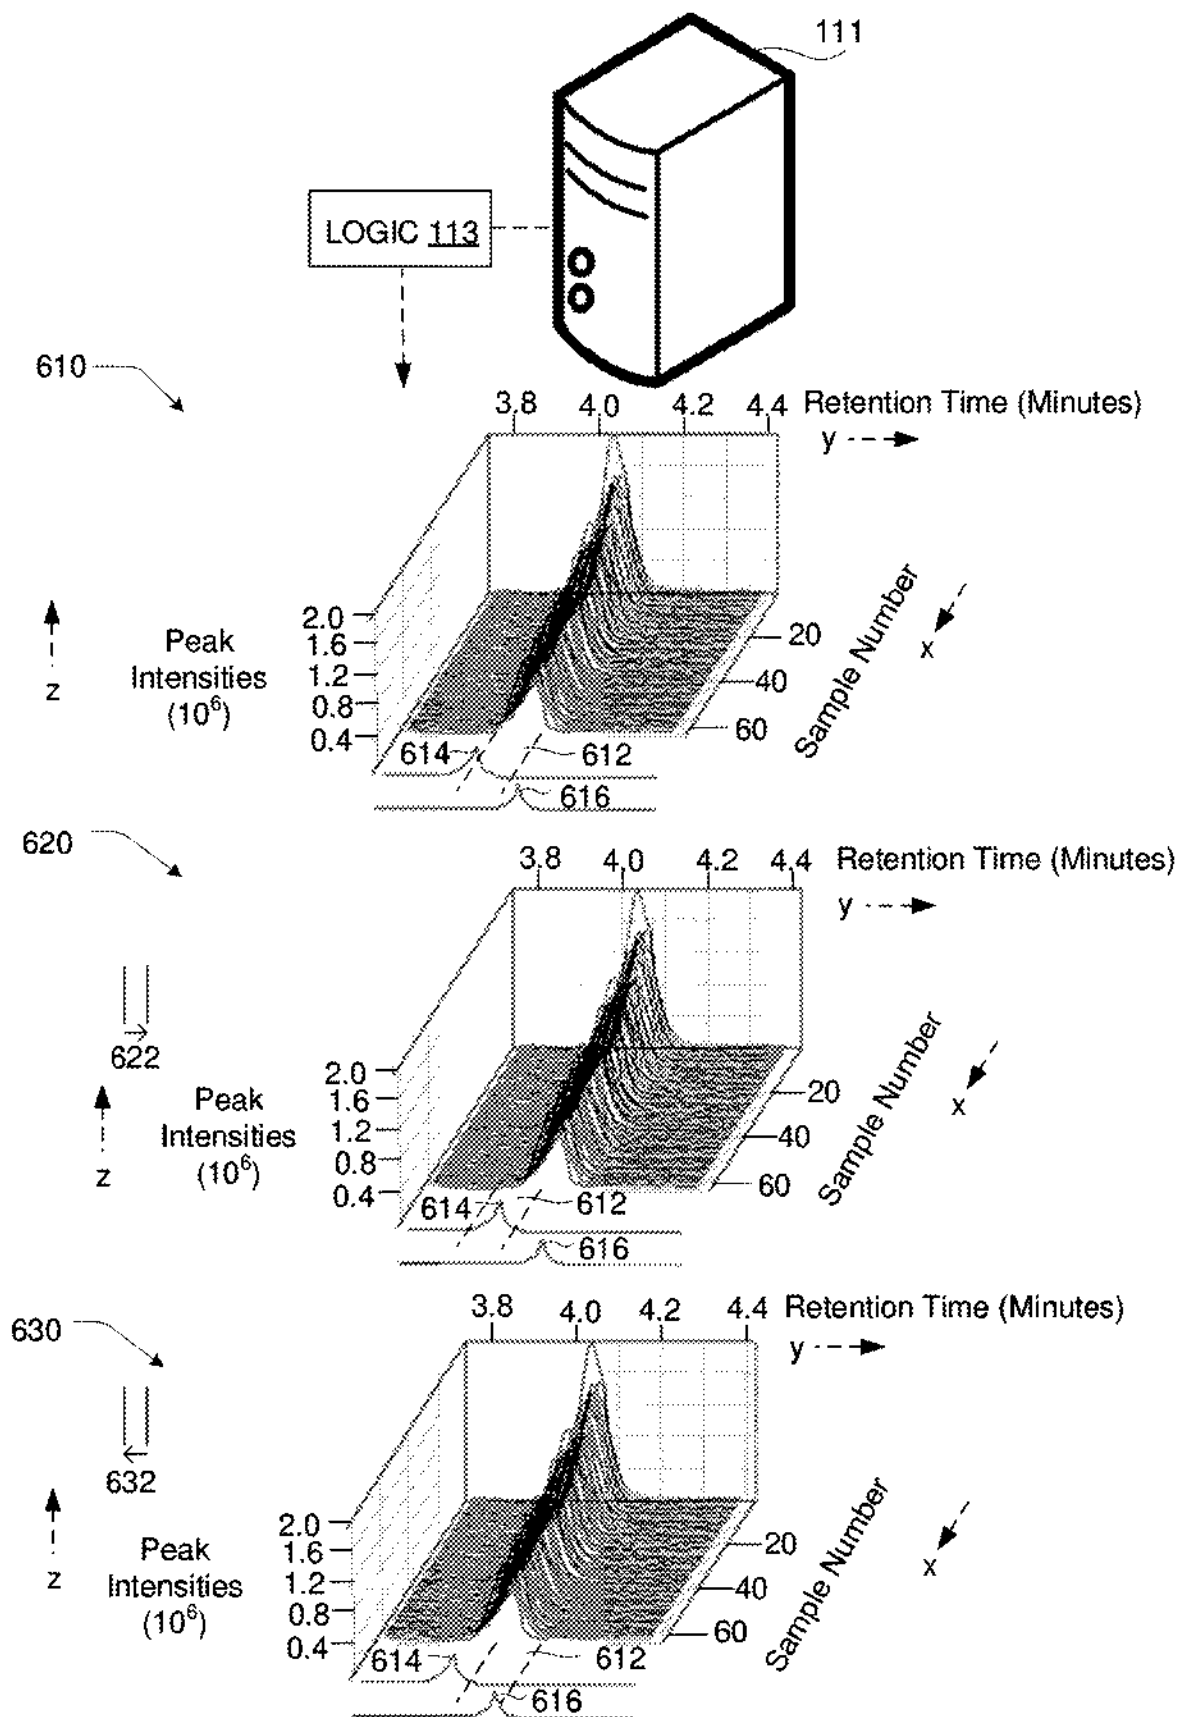 111
LOGIC 113
610
3.8 4.0 4.2 4.4 Retention Time (Minutes)
y
2.0
1.6
1.2
0.8
0.4
Peak
Intensities
(10⁶)
z
20
40
60
Sample Number
x
614
612
616
620
3.8 4.0 4.2 4.4 Retention Time (Minutes)
y
622
2.0
1.6
1.2
0.8
0.4
Peak
Intensities
(10⁶)
z
20
40
60
Sample Number
x
614
612
616
630
3.8 4.0 4.2 4.4 Retention Time (Minutes)
y
632
2.0
1.6
1.2
0.8
0.4
Peak
Intensities
(10⁶)
z
20
40
60
Sample Number
x
614
612
616